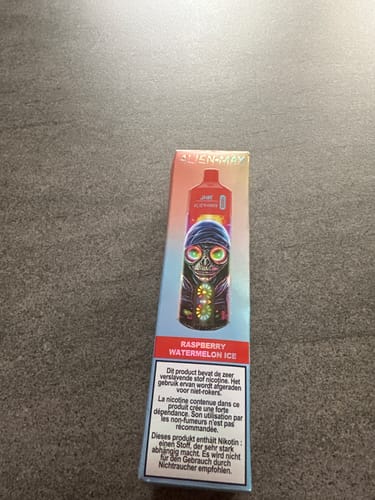 ALIEN-MAY
RASPBERRY
WATERMELON ICE
Dit product bevat de zeer
verslavende stof nicotine. Het
gebruik ervan wordt afgeraden
voor niet-rokers.
La nicotine contenue dans ce
produit crée une forte
dépendance. Son utilisation par
les non-fumeurs n'est pas
recommandée.
Dieses produkt enthält Nikotin :
einen Stoff, der sehr stark
abhängig macht. Es wird nicht
für den Gebrauch durch
Nichtraucher empfohlen.